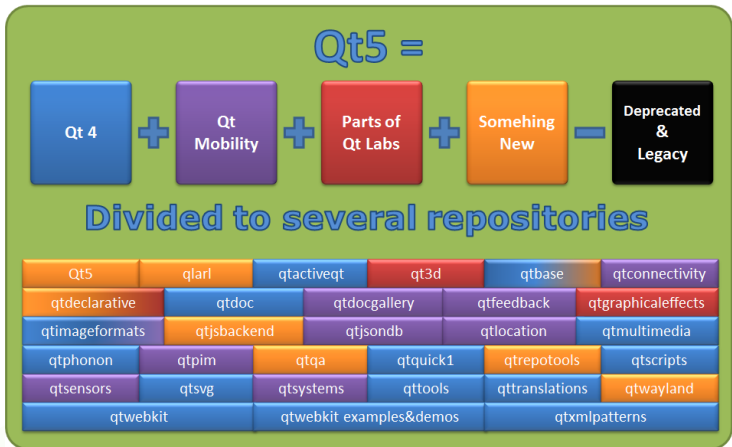 Qt5 =
Qt 4 + Qt Mobility + Parts of Qt Labs + Somehing New − Deprecated & Legacy
Divided to several repositories
Qt5 qlarl qtactiveqt qt3d qtbase qtconnectivity
qtdeclarative qtdoc qtdocgallery qtfeedback qtgraphicaleffects
qtimageformats qtjsbackend qtjsondb qtlocation qtmultimedia
qtphonon qtpim qtqa qtquick1 qtrepotools qtscripts
qtsensors qtsvg qtsystems qttools qttranslations qtwayland
qtwebkit qtwebkit examples&demos qtxmlpatterns